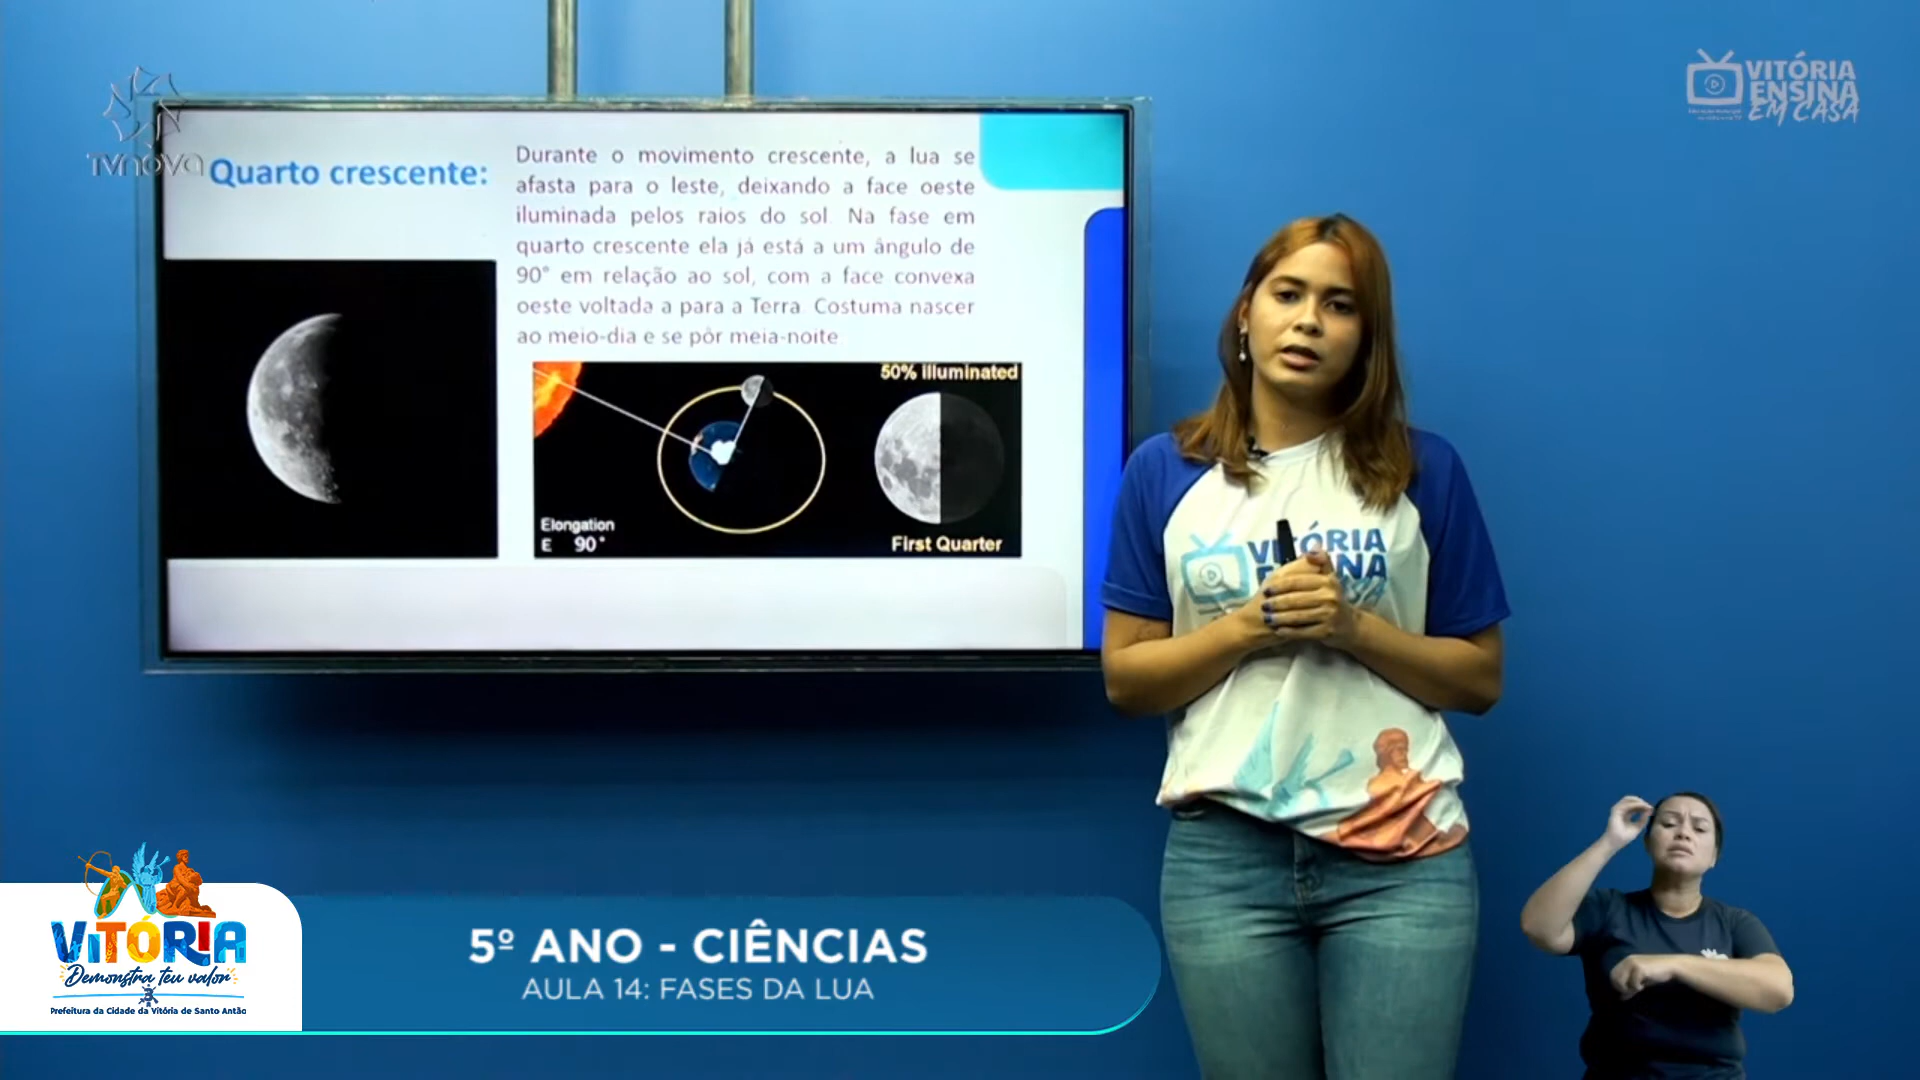 TVnova
VITÓRIA
ENSINA
EM CASA
Quarto crescente:
Durante o movimento crescente, a lua se
afasta para o leste, deixando a face oeste
iluminada pelos raios do sol. Na fase em
quarto crescente ela já está a um ângulo de
90° em relação ao sol, com a face convexa
oeste voltada a para a Terra. Costuma nascer
ao meio-dia e se pôr meia-noite
50% illuminated
Elongation
E 90°
First Quarter
VITÓRIA
ENSINA
VITÓRIA
Demonstra teu valor
Prefeitura da Cidade da Vitória de Santo Antão
5º ANO - CIÊNCIAS
AULA 14: FASES DA LUA